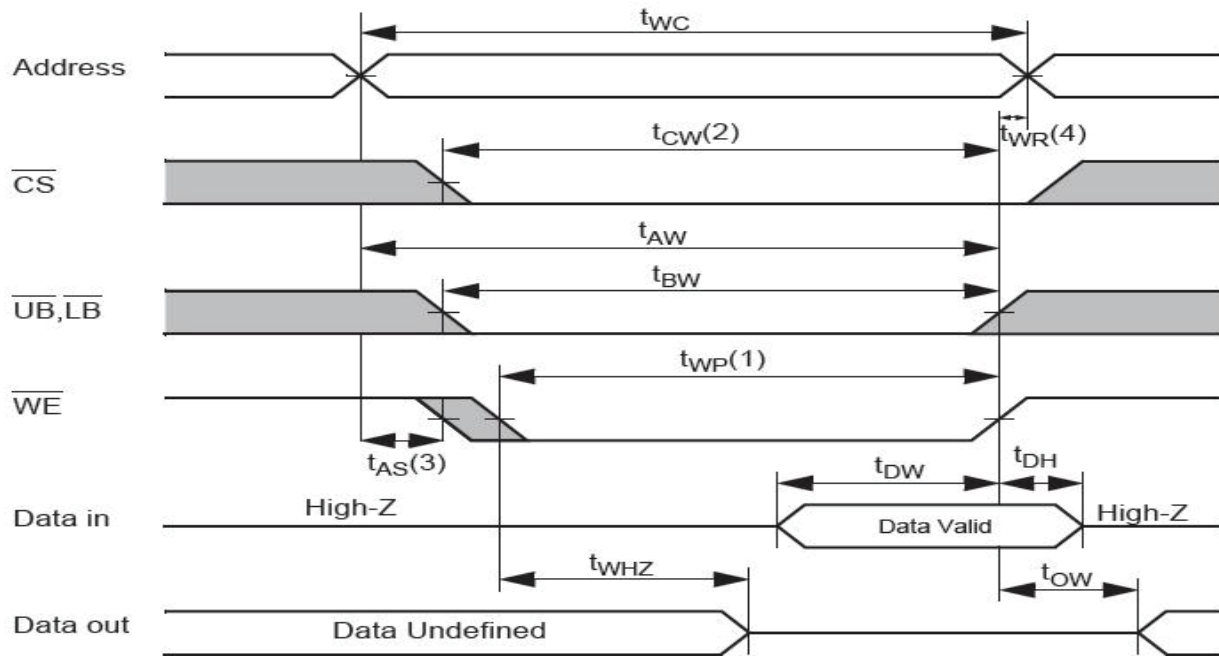 tWC
Address
tCW(2)
tWR(4)
CS
tAW
tBW
UB,LB
tWP(1)
WE
tAS(3)
tDW
tDH
High-Z
High-Z
Data in
Data Valid
tWHZ
tOW
Data out
Data Undefined